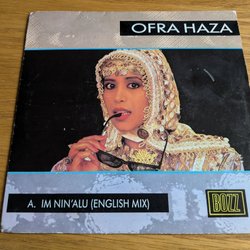 OFRA HAZA
A. IM NIN'ALU (ENGLISH MIX)
BOZZ